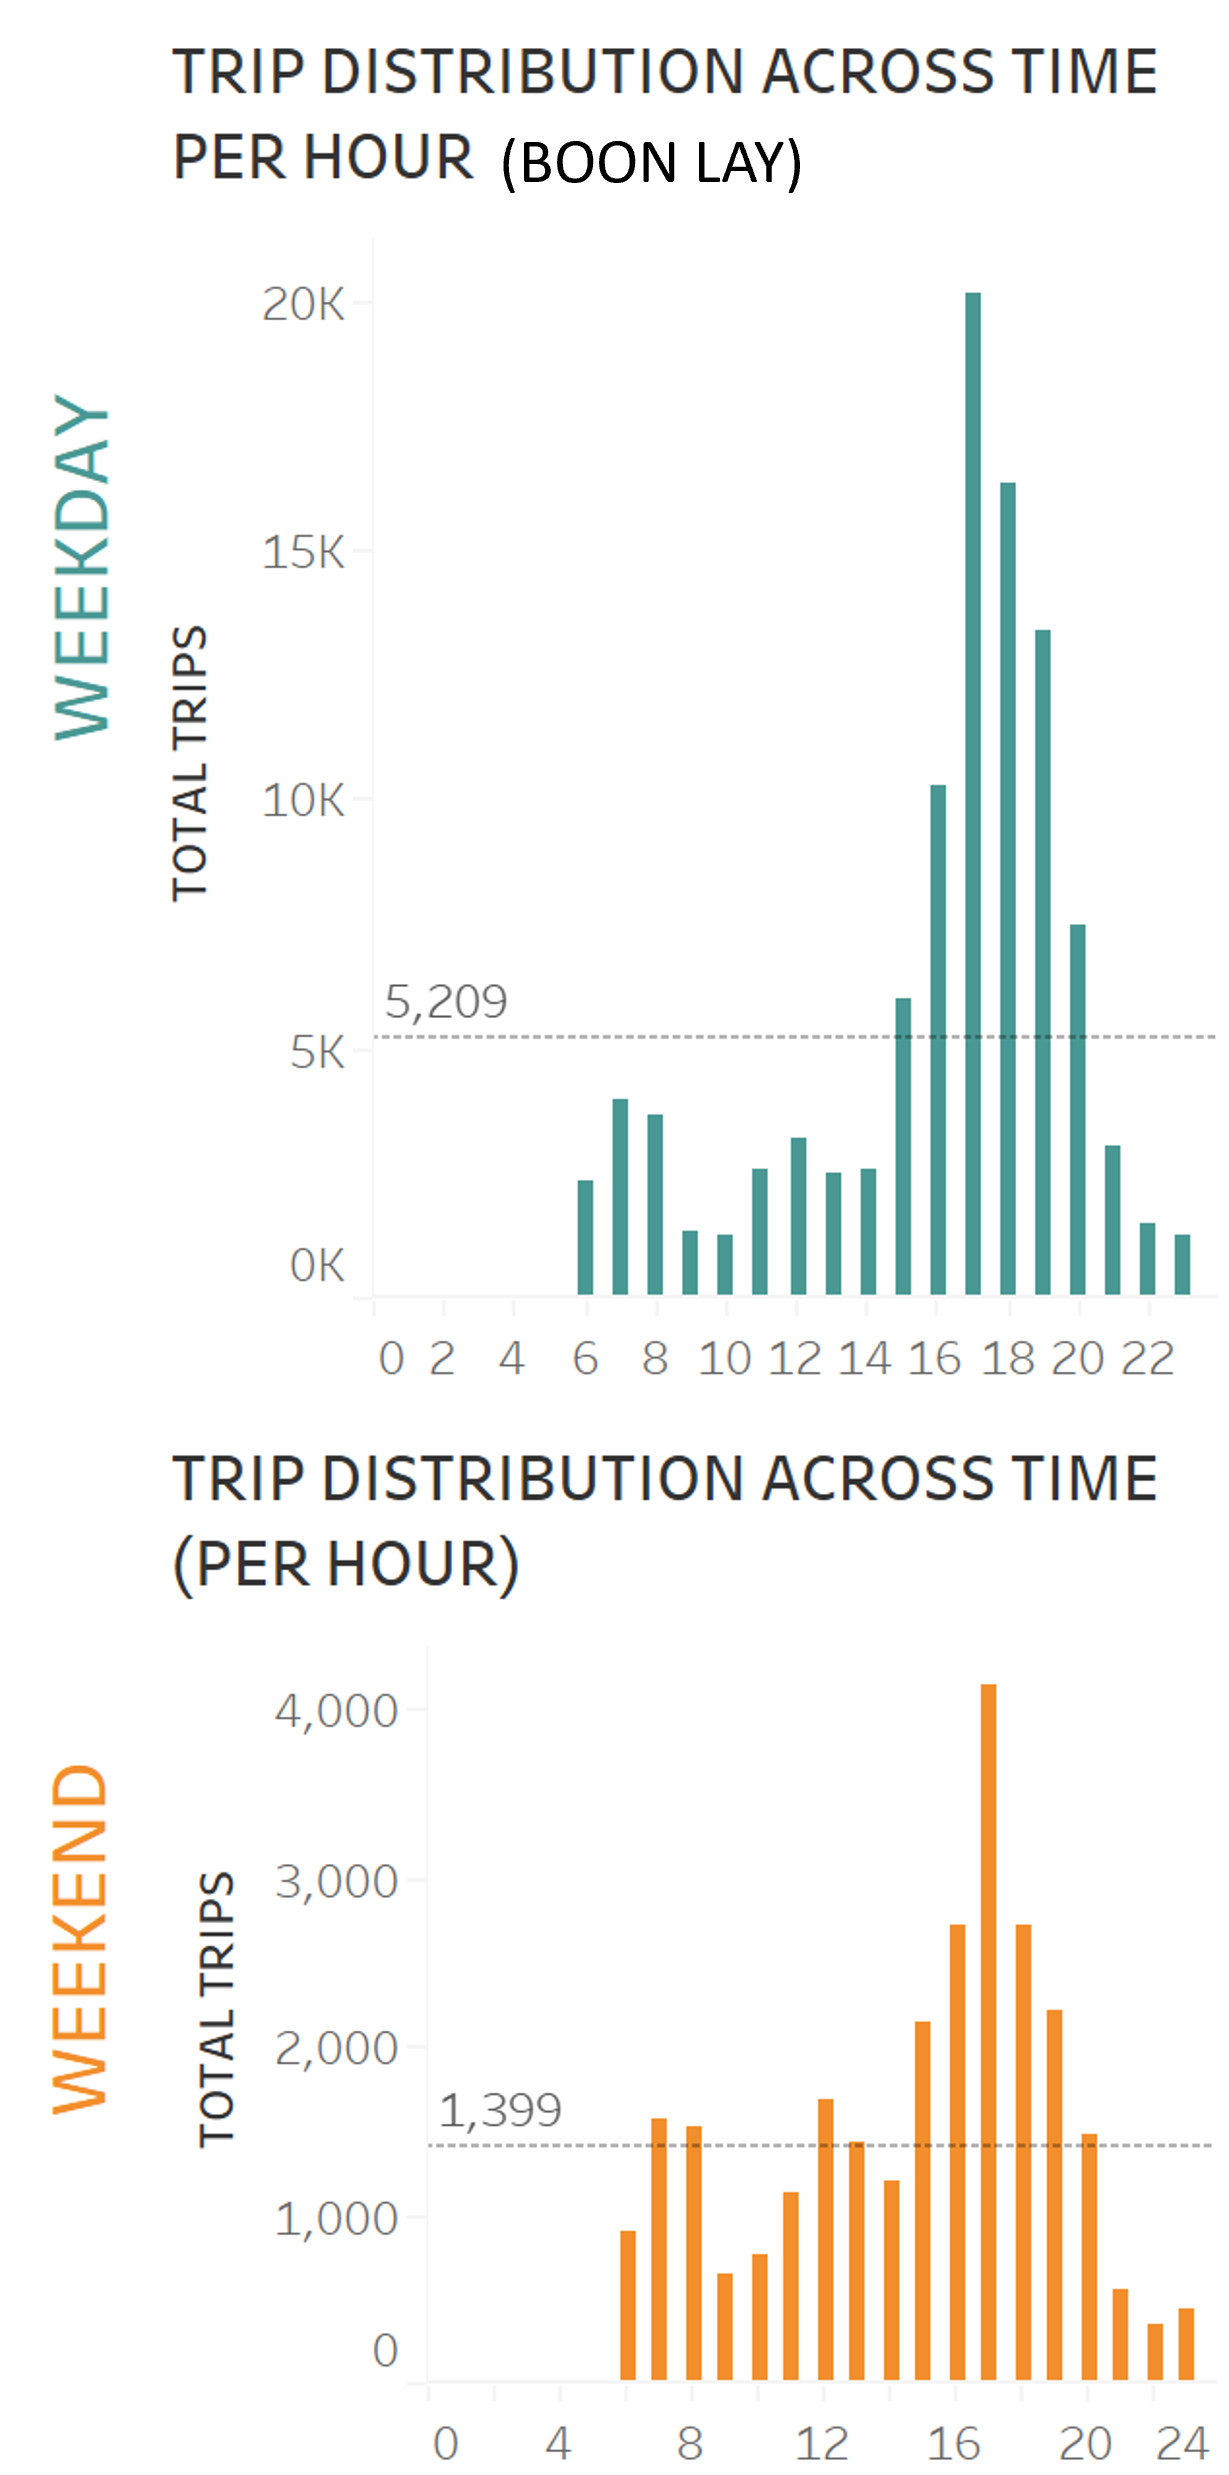 TRIP DISTRIBUTION ACROSS TIME
PER HOUR (BOON LAY)
WEEKDAY
TOTAL TRIPS
20K
15K
10K
5,209
5K
0K
0 2 4 6 8 10 12 14 16 18 20 22
TRIP DISTRIBUTION ACROSS TIME
(PER HOUR)
WEEKEND
TOTAL TRIPS
4,000
3,000
2,000
1,399
1,000
0
0 4 8 12 16 20 24